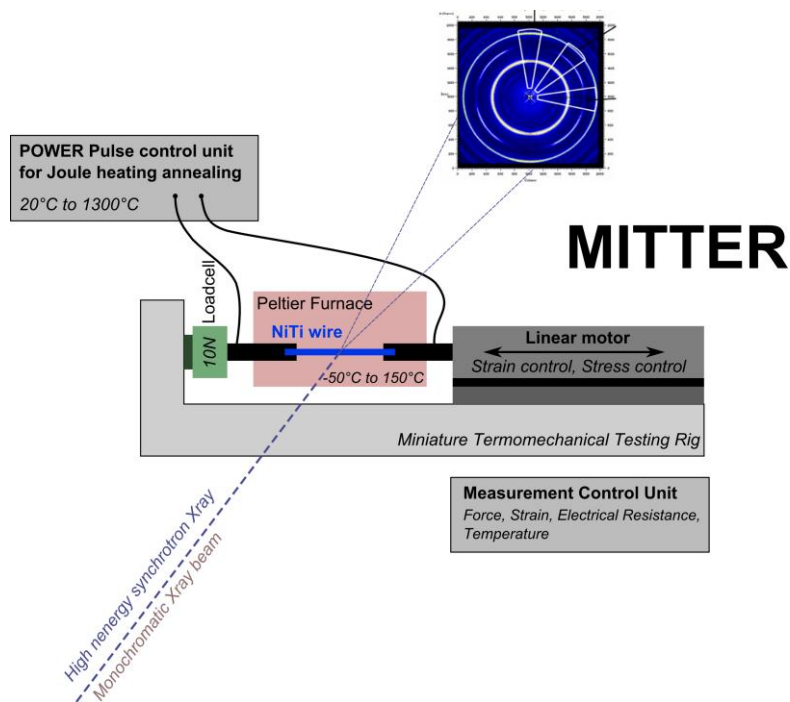 POWER Pulse control unit
for Joule heating annealing
20°C to 1300°C
MITTER
Loadcell
10N
Peltier Furnace
NiTi wire
-50°C to 150°C
Linear motor
Strain control, Stress control
Miniature Termomechanical Testing Rig
Measurement Control Unit
Force, Strain, Electrical Resistance,
Temperature
High nenergy synchrotron Xray
Monochromatic Xray beam